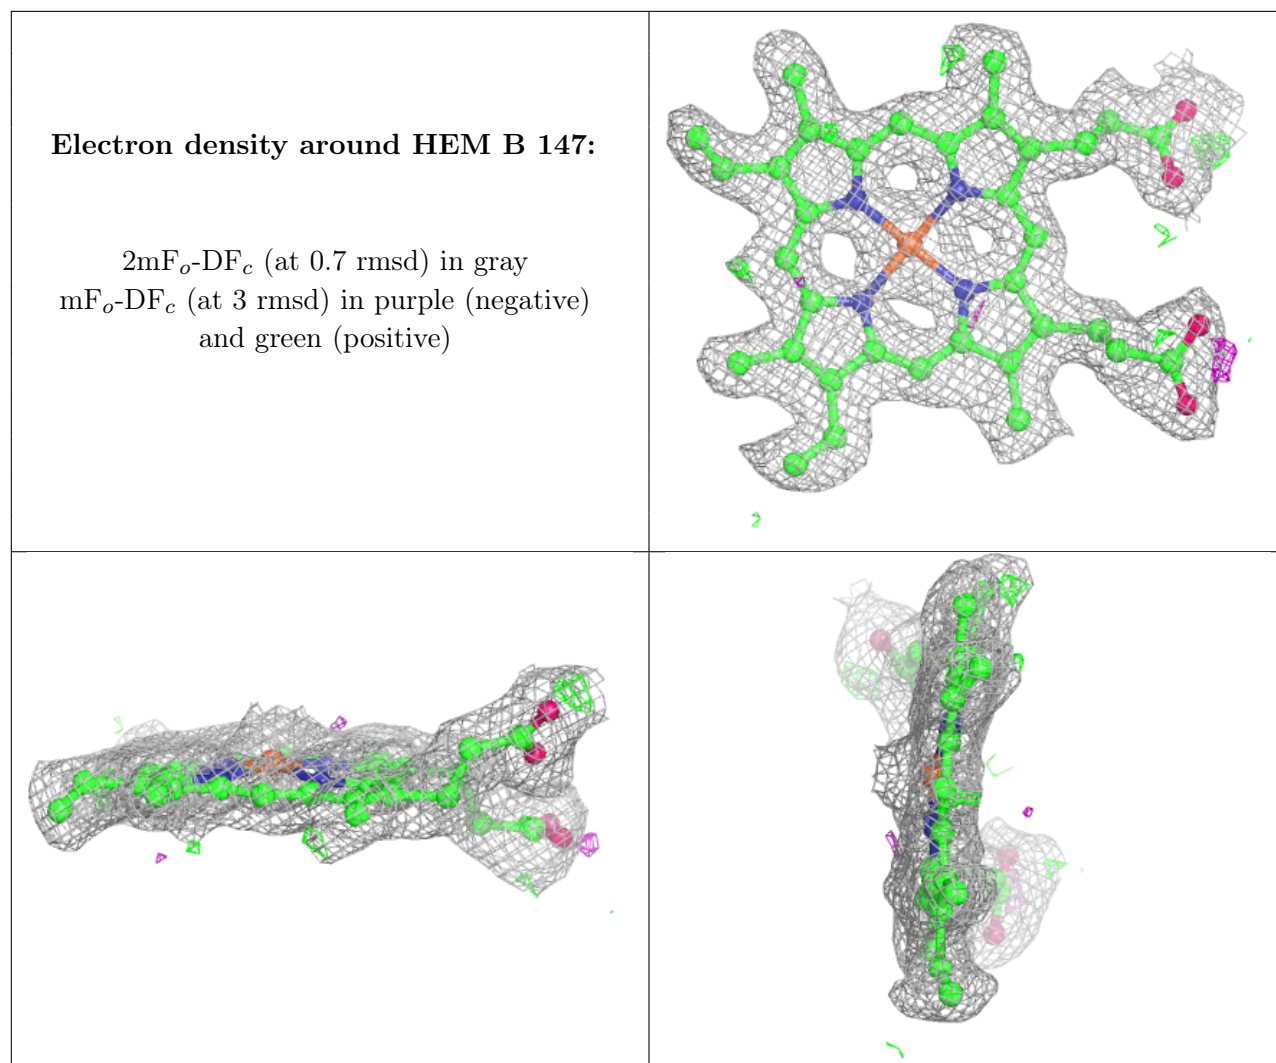 Electron density around HEM B 147:
2mFo-DFc (at 0.7 rmsd) in gray
mFo-DFc (at 3 rmsd) in purple (negative)
and green (positive)